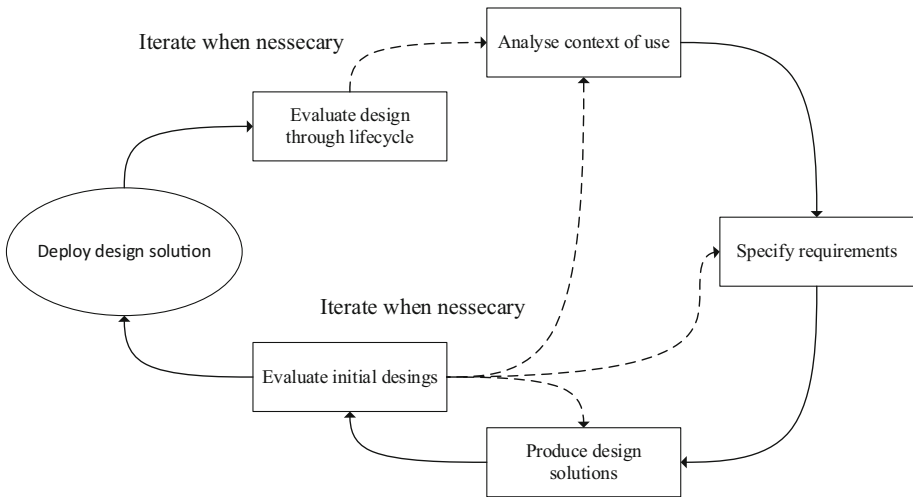 Iterate when nessecary
Analyse context of use
Evaluate design
through lifecycle
Deploy design solution
Specify requirements
Iterate when nessecary
Evaluate initial desings
Produce design
solutions